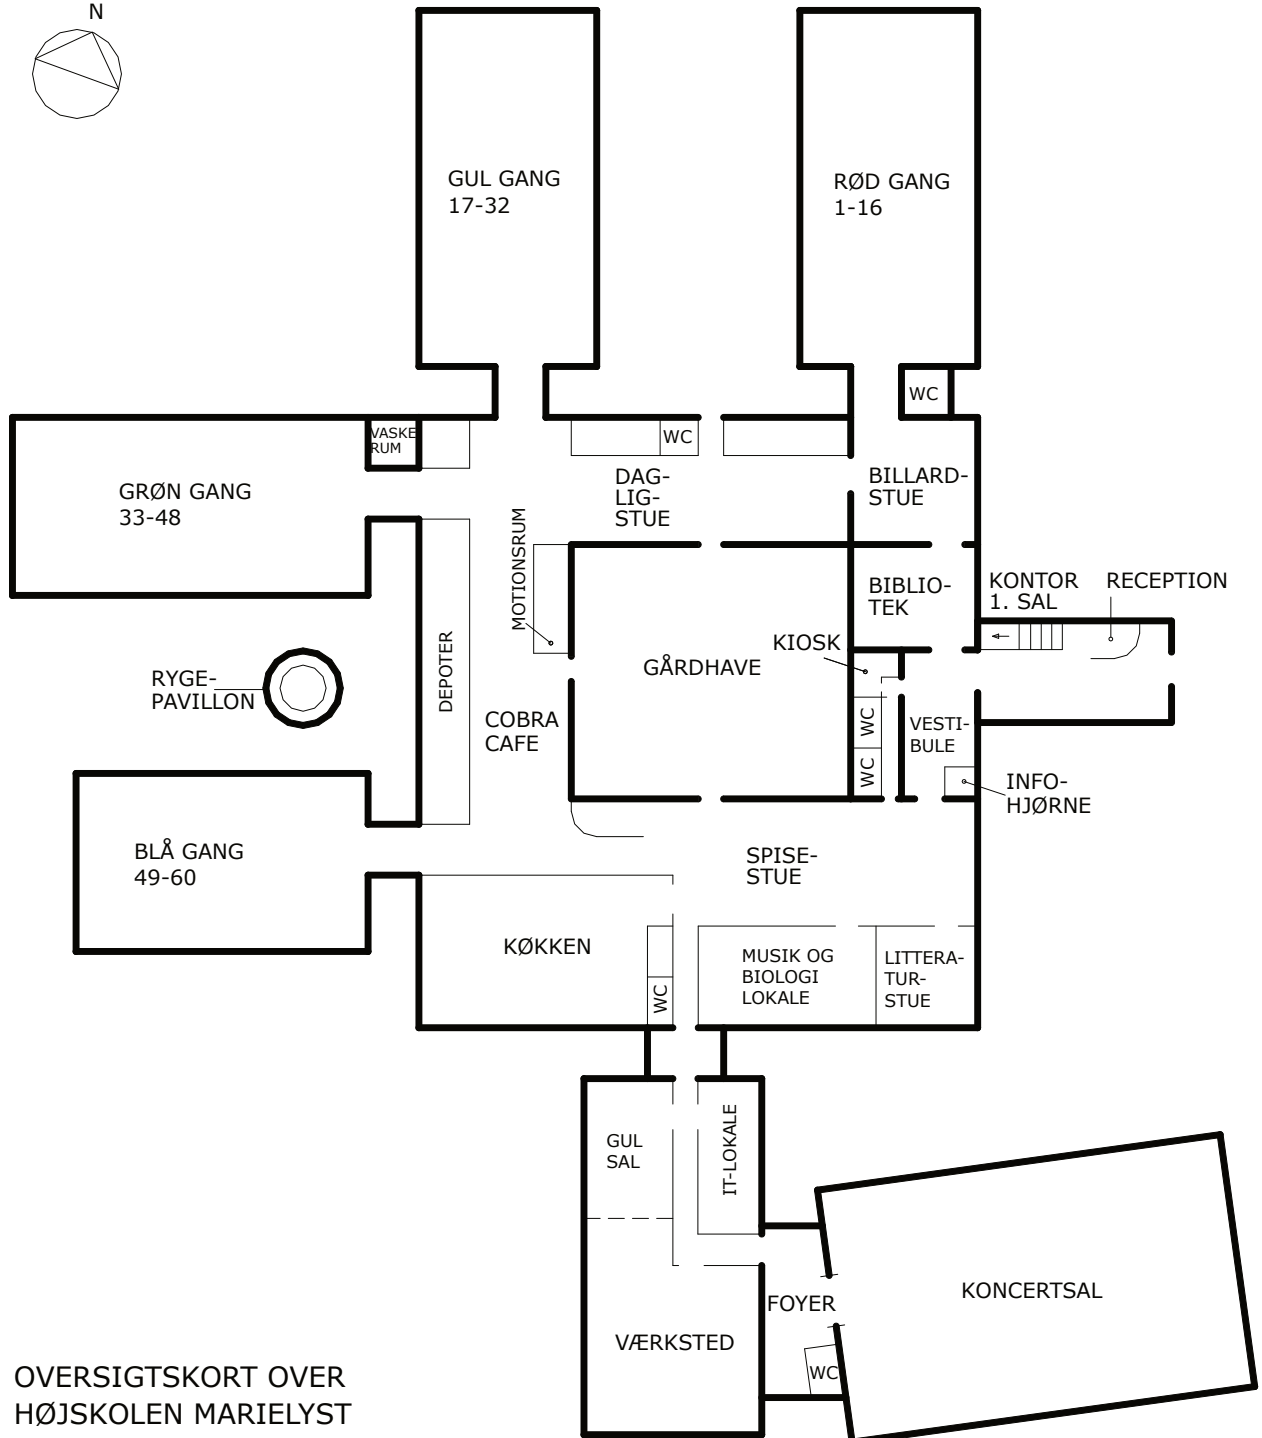 N
GUL GANG
17-32
RØD GANG
1-16
WC
VASKE
RUM
WC
GRØN GANG
33-48
DAG-
LIG-
STUE
BILLARD-
STUE
MOTIONSRUM
BIBLIO-
TEK
KONTOR
1. SAL
RECEPTION
KIOSK
GÅRDHAVE
RYGE-
PAVILLON
DEPOTER
COBRA
CAFE
WC
VESTI-
BULE
WC
INFO-
HJØRNE
BLÅ GANG
49-60
SPISE-
STUE
KØKKEN
MUSIK OG
BIOLOGI
LOKALE
LITTERA-
TUR-
STUE
WC
GUL
SAL
IT-LOKALE
FOYER
KONCERTSAL
VÆRKSTED
WC
OVERSIGTSKORT OVER
HØJSKOLEN MARIELYST